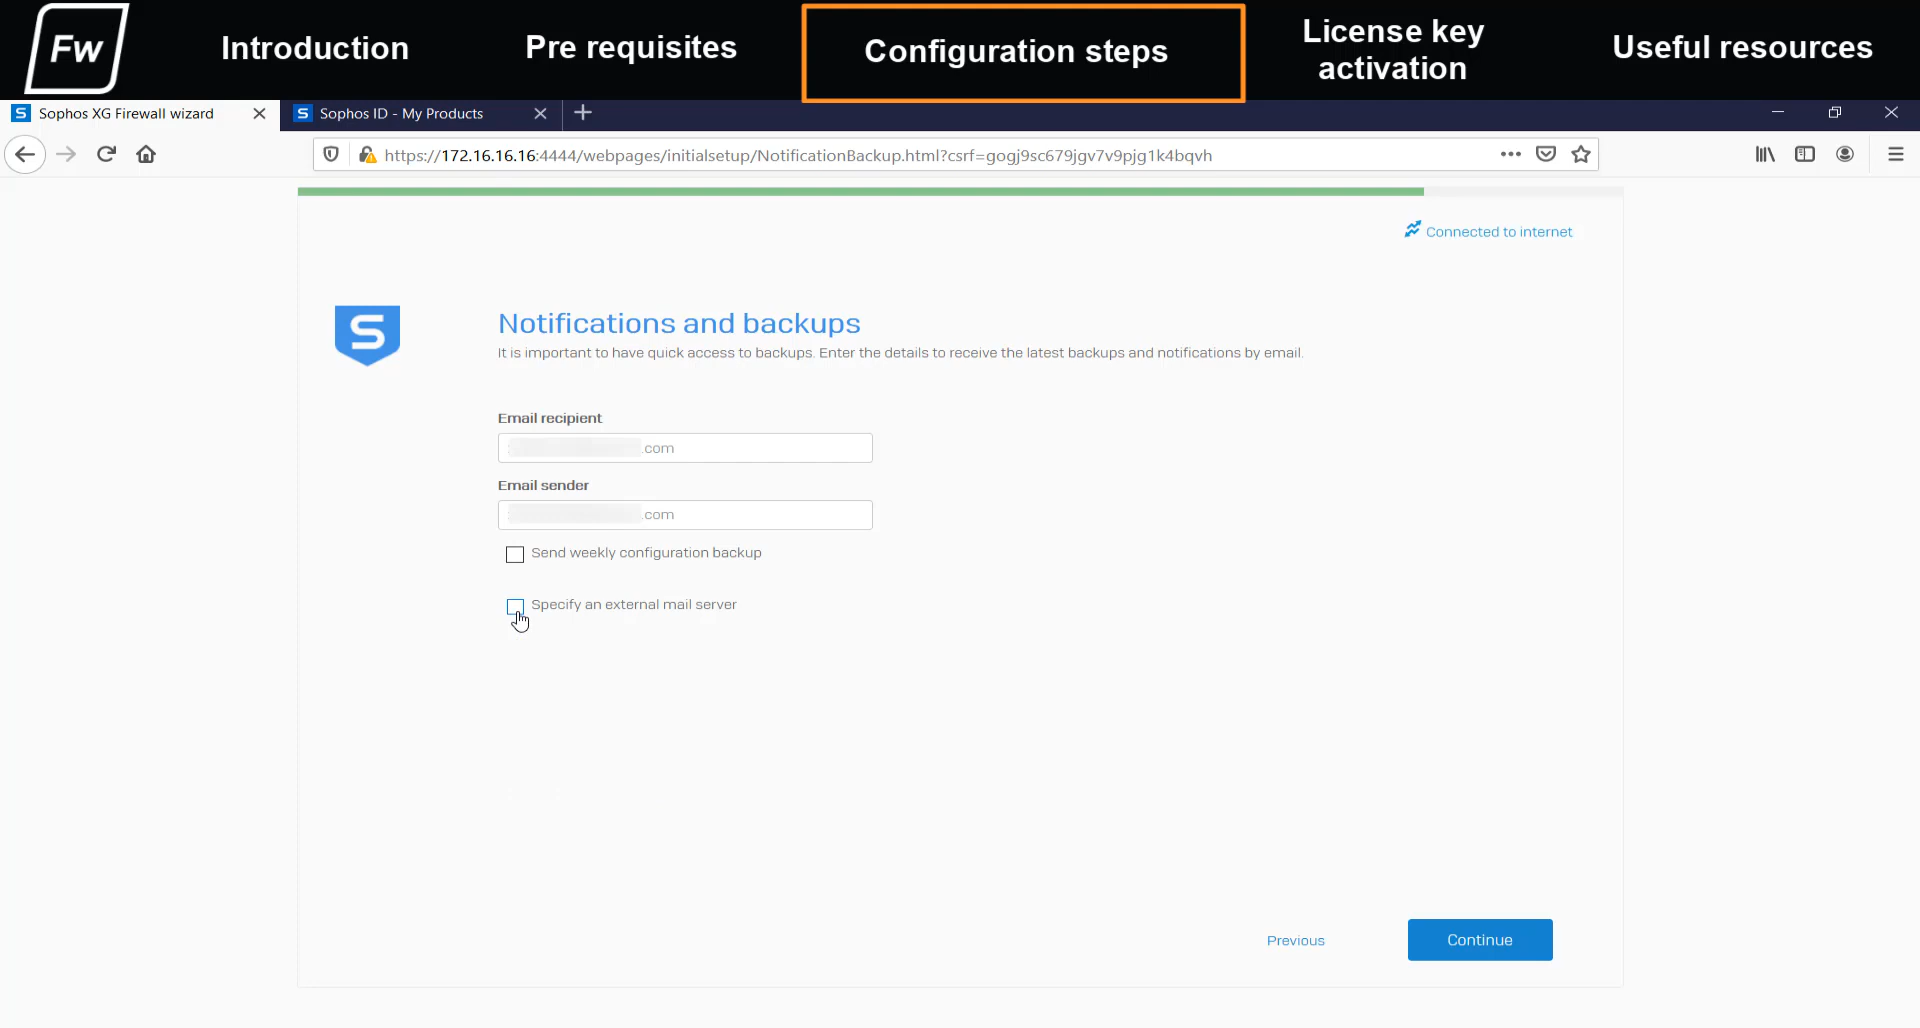 Fw
Introduction
Pre requisites
Configuration steps
License key
activation
Useful resources
S Sophos XG Firewall wizard
S Sophos ID - My Products
https://172.16.16.16:4444/webpages/initialsetup/NotificationBackup.html?csrf=gogj9sc679jgv7v9pjg1k4bqvh
Connected to internet
S
Notifications and backups
It is important to have quick access to backups. Enter the details to receive the latest backups and notifications by email.
Email recipient
.com
Email sender
.com
Send weekly configuration backup
Specify an external mail server
Previous
Continue